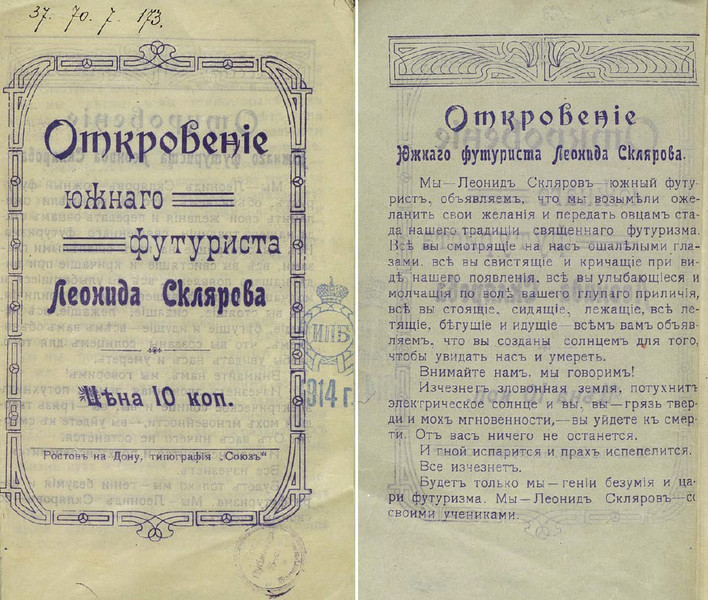 37. 70. 7. 173.
Откровеніе
южнаго
футуриста
Леонида Склярова
Цѣна 10 коп.
Ростовъ на Дону, типографія „Союзъ“
ИПБ
1914 г.
Откровеніе
Южнаго футуриста Леонида Склярова.
Мы—Леонидъ Скляровъ—южный футу-
ристъ, объявляемъ, что мы возымѣли оже-
ланить свои желанія и передать овцамъ ста-
да нашего традиціи священнаго футуризма.
Всѣ вы смотрящіе на насъ ошалѣлыми гла-
зами, всѣ вы свистящіе и кричащіе при ви-
дѣ нашего появленія, всѣ вы улыбающіеся и
молчащія по волѣ вашего глупаго приличія,
всѣ вы стоящіе, сидящіе, лежащіе, всѣ ле-
тящіе, бѣгущіе и идущіе—всѣмъ вамъ объяв-
ляемъ, что вы созданы солнцемъ для того,
чтобы увидать насъ и умереть.
Внимайте намъ, мы говоримъ!
Изчезнетъ зловонная земля, потухнитъ
электрическое солнце и вы, вы—грязь твер-
ди и мохъ мгновенности,—вы уйдете къ смер-
ти. Отъ васъ ничего не останется.
И гной испарится и прахъ испепелится.
Все изчезнетъ.
Будетъ только мы—геніи безумія и ца-
ри футуризма. Мы—Леонидъ Скляровъ—со
своими учениками.